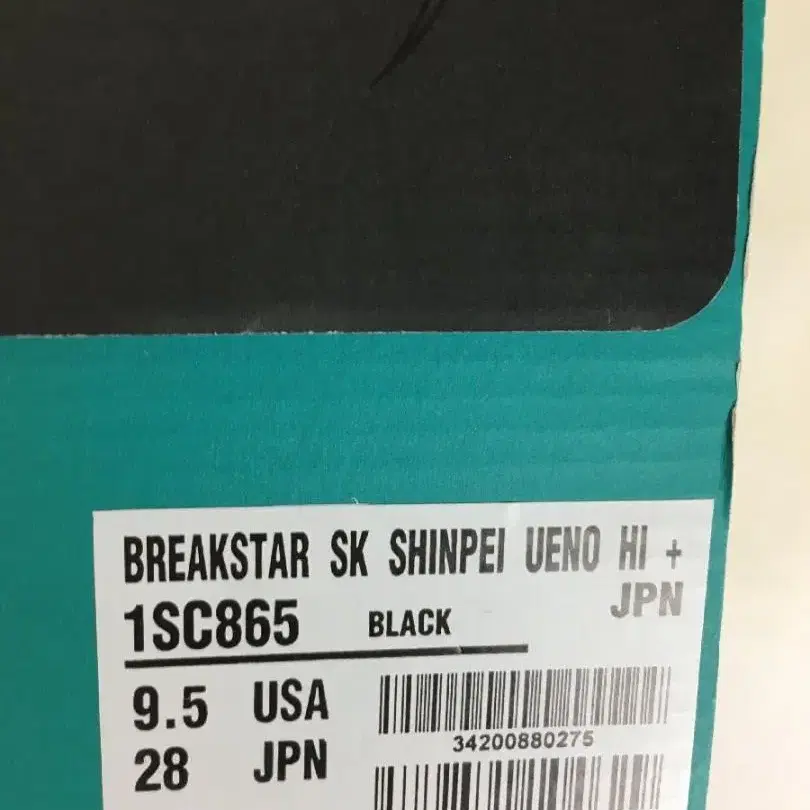 BREAKSTAR SK SHINPEI UENO HI +
JPN
1SC865 BLACK
9.5 USA
28 JPN
34200880275